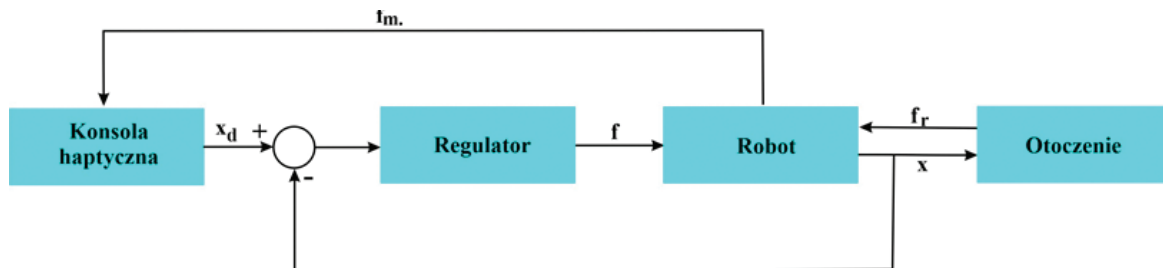 fm.
Konsola
haptyczna
xd
+
-
Regulator
f
Robot
fr
x
Otoczenie